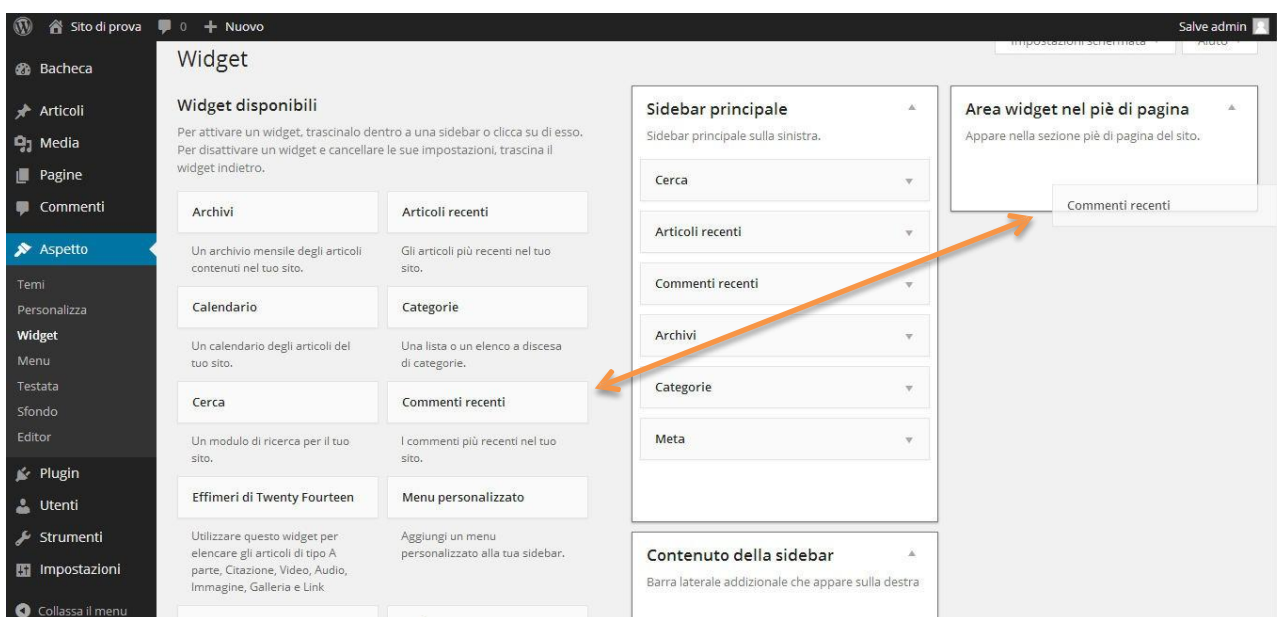 Sito di prova 0 + Nuovo Salve admin
Impostazioni schermata Aiuto
Bacheca
Articoli
Media
Pagine
Commenti
Aspetto
Temi
Personalizza
Widget
Menu
Testata
Sfondo
Editor
Plugin
Utenti
Strumenti
Impostazioni
Collassa il menu
Widget
Widget disponibili
Per attivare un widget, trascinalo dentro a una sidebar o clicca su di esso.
Per disattivare un widget e cancellare le sue impostazioni, trascina il
widget indietro.
Archivi
Un archivio mensile degli articoli
contenuti nel tuo sito.
Articoli recenti
Gli articoli più recenti nel tuo
sito.
Calendario
Un calendario degli articoli del
tuo sito.
Categorie
Una lista o un elenco a discesa
di categorie.
Cerca
Un modulo di ricerca per il tuo
sito.
Commenti recenti
I commenti più recenti nel tuo
sito.
Effimeri di Twenty Fourteen
Utilizzare questo widget per
elencare gli articoli di tipo A
parte, Citazione, Video, Audio,
Immagine, Galleria e Link
Menu personalizzato
Aggiungi un menu
personalizzato alla tua sidebar.
Sidebar principale
Sidebar principale sulla sinistra.
Cerca
Articoli recenti
Commenti recenti
Archivi
Categorie
Meta
Contenuto della sidebar
Barra laterale addizionale che appare sulla destra
Area widget nel piè di pagina
Appare nella sezione piè di pagina del sito.
Commenti recenti